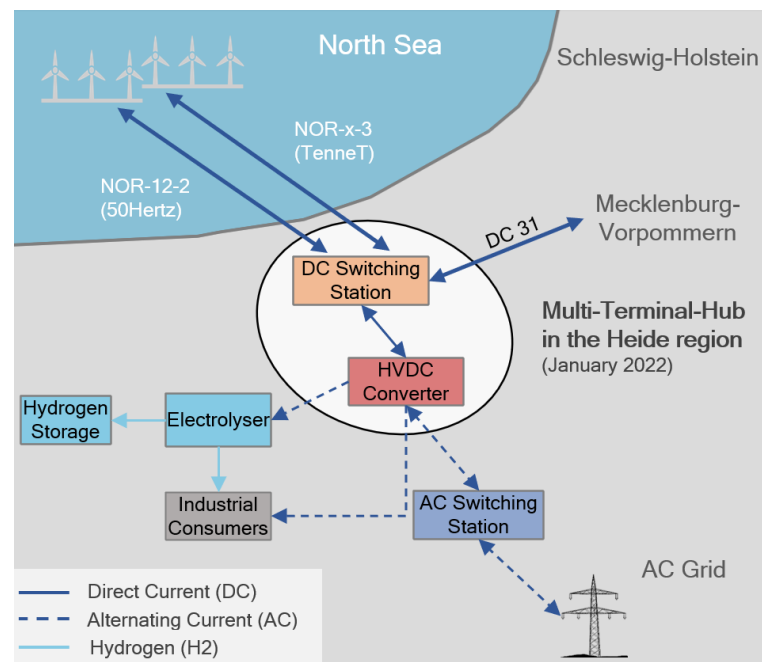 North Sea
Schleswig-Holstein
NOR-x-3
(TenneT)
NOR-12-2
(50Hertz)
Mecklenburg-
Vorpommern
DC 31
DC Switching
Station
Multi-Terminal-Hub
in the Heide region
(January 2022)
HVDC
Converter
Hydrogen
Storage
Electrolyser
Industrial
Consumers
AC Switching
Station
AC Grid
Direct Current (DC)
Alternating Current (AC)
Hydrogen (H2)